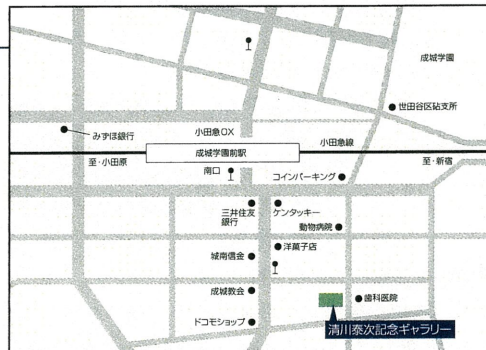 成城学園
世田谷区砧支所
みずほ銀行
小田急OX
小田急線
成城学園前駅
至・小田原
至・新宿
南口
コインパーキング
三井住友
銀行
ケンタッキー
動物病院
洋菓子店
城南信金
成城教会
歯科医院
ドコモショップ
清川泰次記念ギャラリー